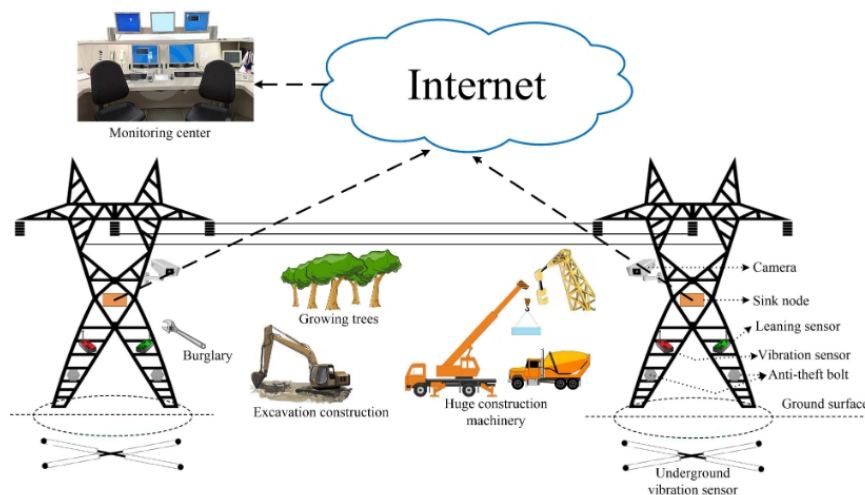 Internet
Monitoring center
Camera
Sink node
Growing trees
Leaning sensor
Burglary
Vibration sensor
Anti-theft bolt
Excavation construction
Huge construction
machinery
Ground surface
Underground
vibration sensor